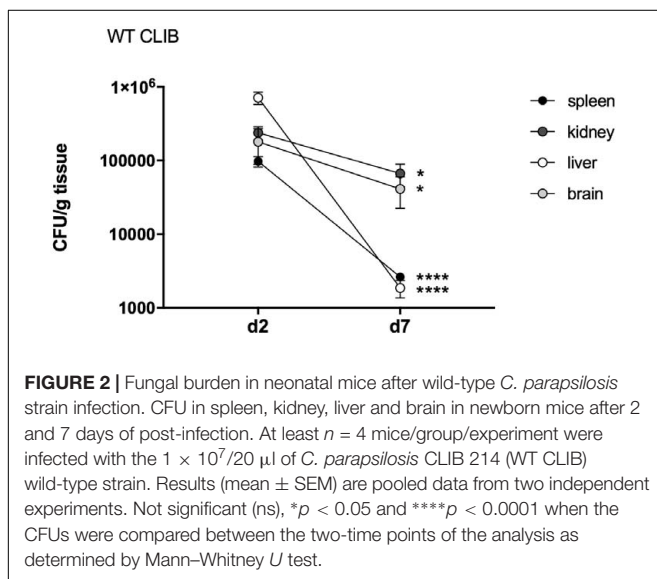 WT CLIB
1×10⁶
100000
10000
1000
CFU/g tissue
d2
d7
*
*
****
****
spleen
kidney
liver
brain
FIGURE 2 | Fungal burden in neonatal mice after wild-type C. parapsilosis
strain infection. CFU in spleen, kidney, liver and brain in newborn mice after 2
and 7 days of post-infection. At least n = 4 mice/group/experiment were
infected with the 1 × 10⁷/20 µl of C. parapsilosis CLIB 214 (WT CLIB)
wild-type strain. Results (mean ± SEM) are pooled data from two independent
experiments. Not significant (ns), *p < 0.05 and ****p < 0.0001 when the
CFUs were compared between the two-time points of the analysis as
determined by Mann–Whitney U test.